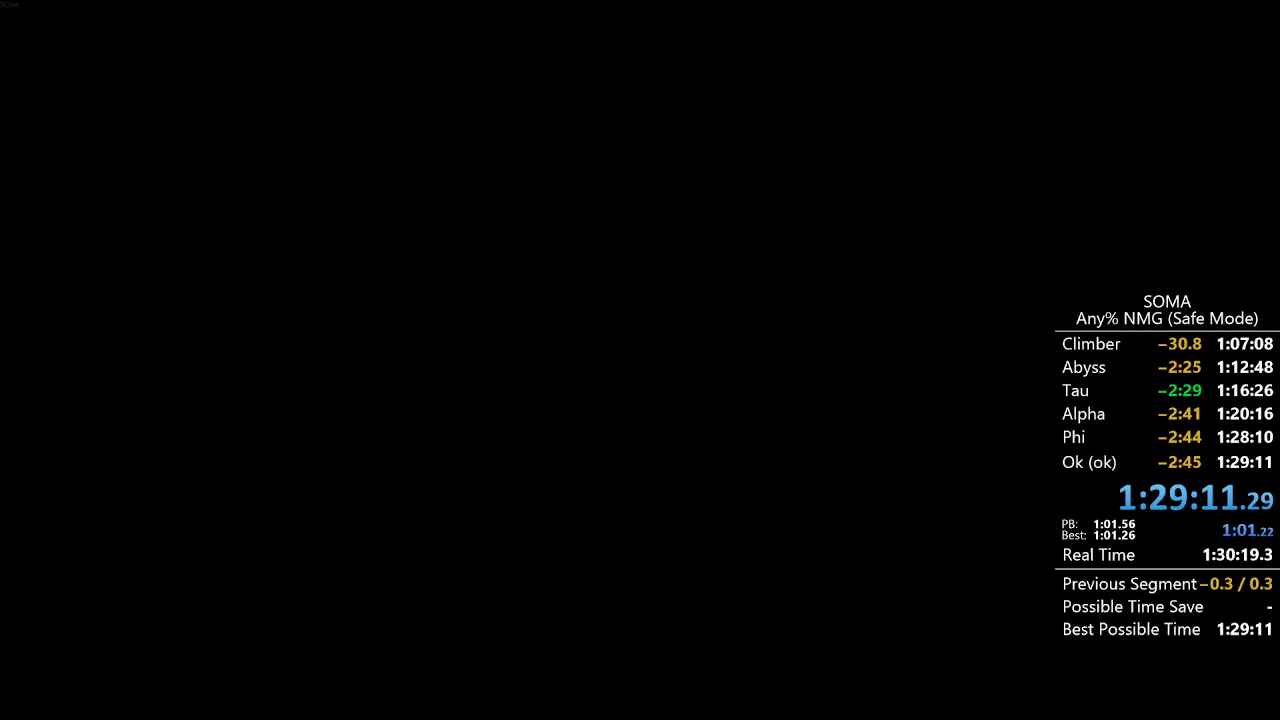 SOMA
SOMA
Any% NMG (Safe Mode)
Climber −30.8 1:07:08
Abyss −2:25 1:12:48
Tau −2:29 1:16:26
Alpha −2:41 1:20:16
Phi −2:44 1:28:10
Ok (ok) −2:45 1:29:11
1:29:11.29
PB: 1:01.56 1:01.22
Best: 1:01.26
Real Time 1:30:19.3
Previous Segment −0.3 / 0.3
Possible Time Save -
Best Possible Time 1:29:11